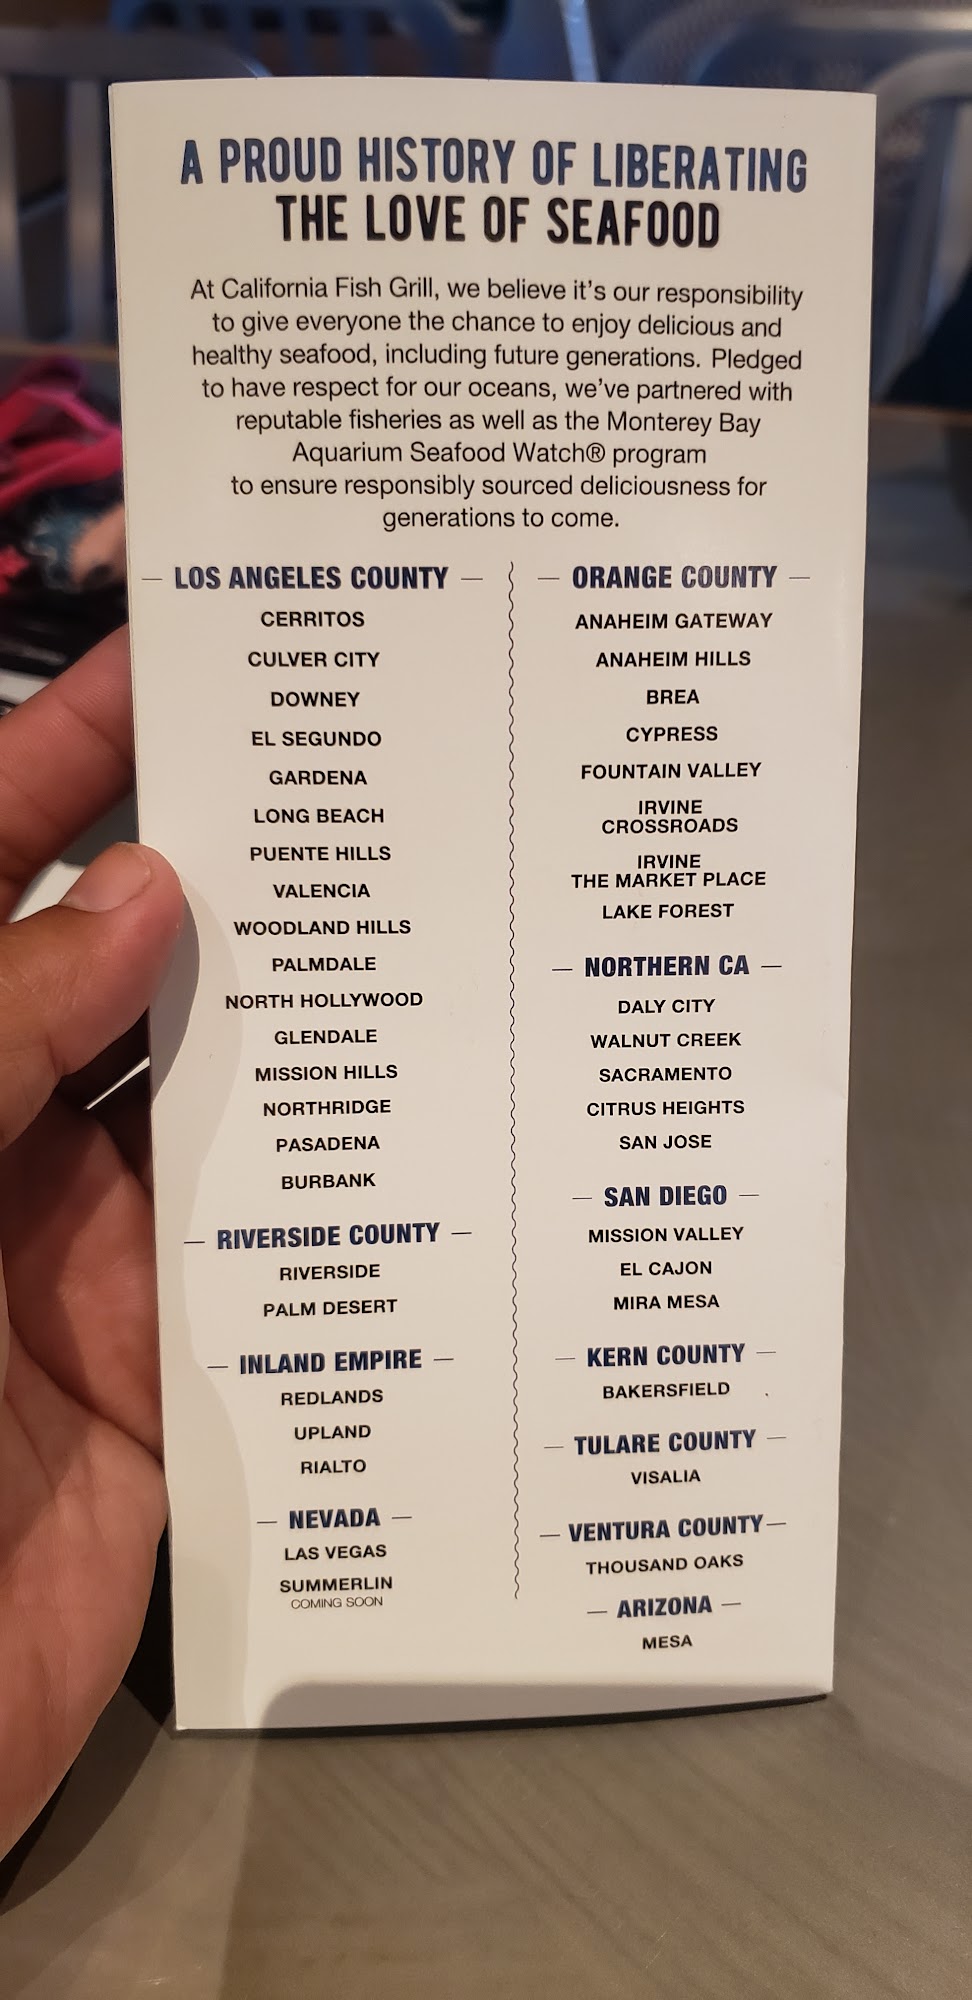 A PROUD HISTORY OF LIBERATING
THE LOVE OF SEAFOOD
At California Fish Grill, we believe it's our responsibility
to give everyone the chance to enjoy delicious and
healthy seafood, including future generations. Pledged
to have respect for our oceans, we've partnered with
reputable fisheries as well as the Monterey Bay
Aquarium Seafood Watch® program
to ensure responsibly sourced deliciousness for
generations to come.
— LOS ANGELES COUNTY —
CERRITOS
CULVER CITY
DOWNEY
EL SEGUNDO
GARDENA
LONG BEACH
PUENTE HILLS
VALENCIA
WOODLAND HILLS
PALMDALE
NORTH HOLLYWOOD
GLENDALE
MISSION HILLS
NORTHRIDGE
PASADENA
BURBANK
— RIVERSIDE COUNTY —
RIVERSIDE
PALM DESERT
— INLAND EMPIRE —
REDLANDS
UPLAND
RIALTO
— NEVADA —
LAS VEGAS
SUMMERLIN
COMING SOON
— ORANGE COUNTY —
ANAHEIM GATEWAY
ANAHEIM HILLS
BREA
CYPRESS
FOUNTAIN VALLEY
IRVINE
CROSSROADS
IRVINE
THE MARKET PLACE
LAKE FOREST
— NORTHERN CA —
DALY CITY
WALNUT CREEK
SACRAMENTO
CITRUS HEIGHTS
SAN JOSE
— SAN DIEGO —
MISSION VALLEY
EL CAJON
MIRA MESA
— KERN COUNTY —
BAKERSFIELD
— TULARE COUNTY —
VISALIA
— VENTURA COUNTY —
THOUSAND OAKS
— ARIZONA —
MESA